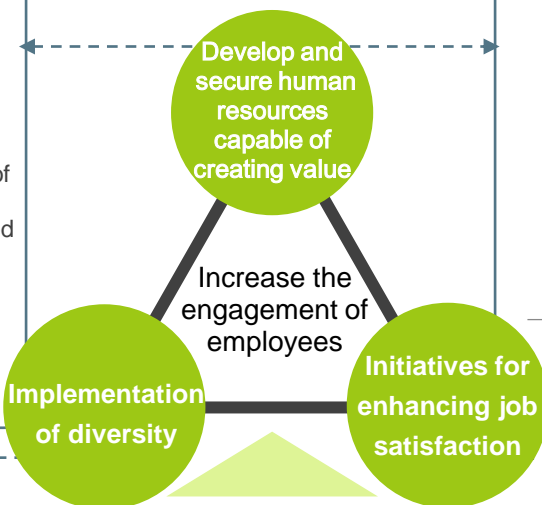 Develop and
secure human
resources
capable of
creating value
of
d
Increase the
engagement of
employees
Implementation
of diversity
Initiatives for
enhancing job
satisfaction